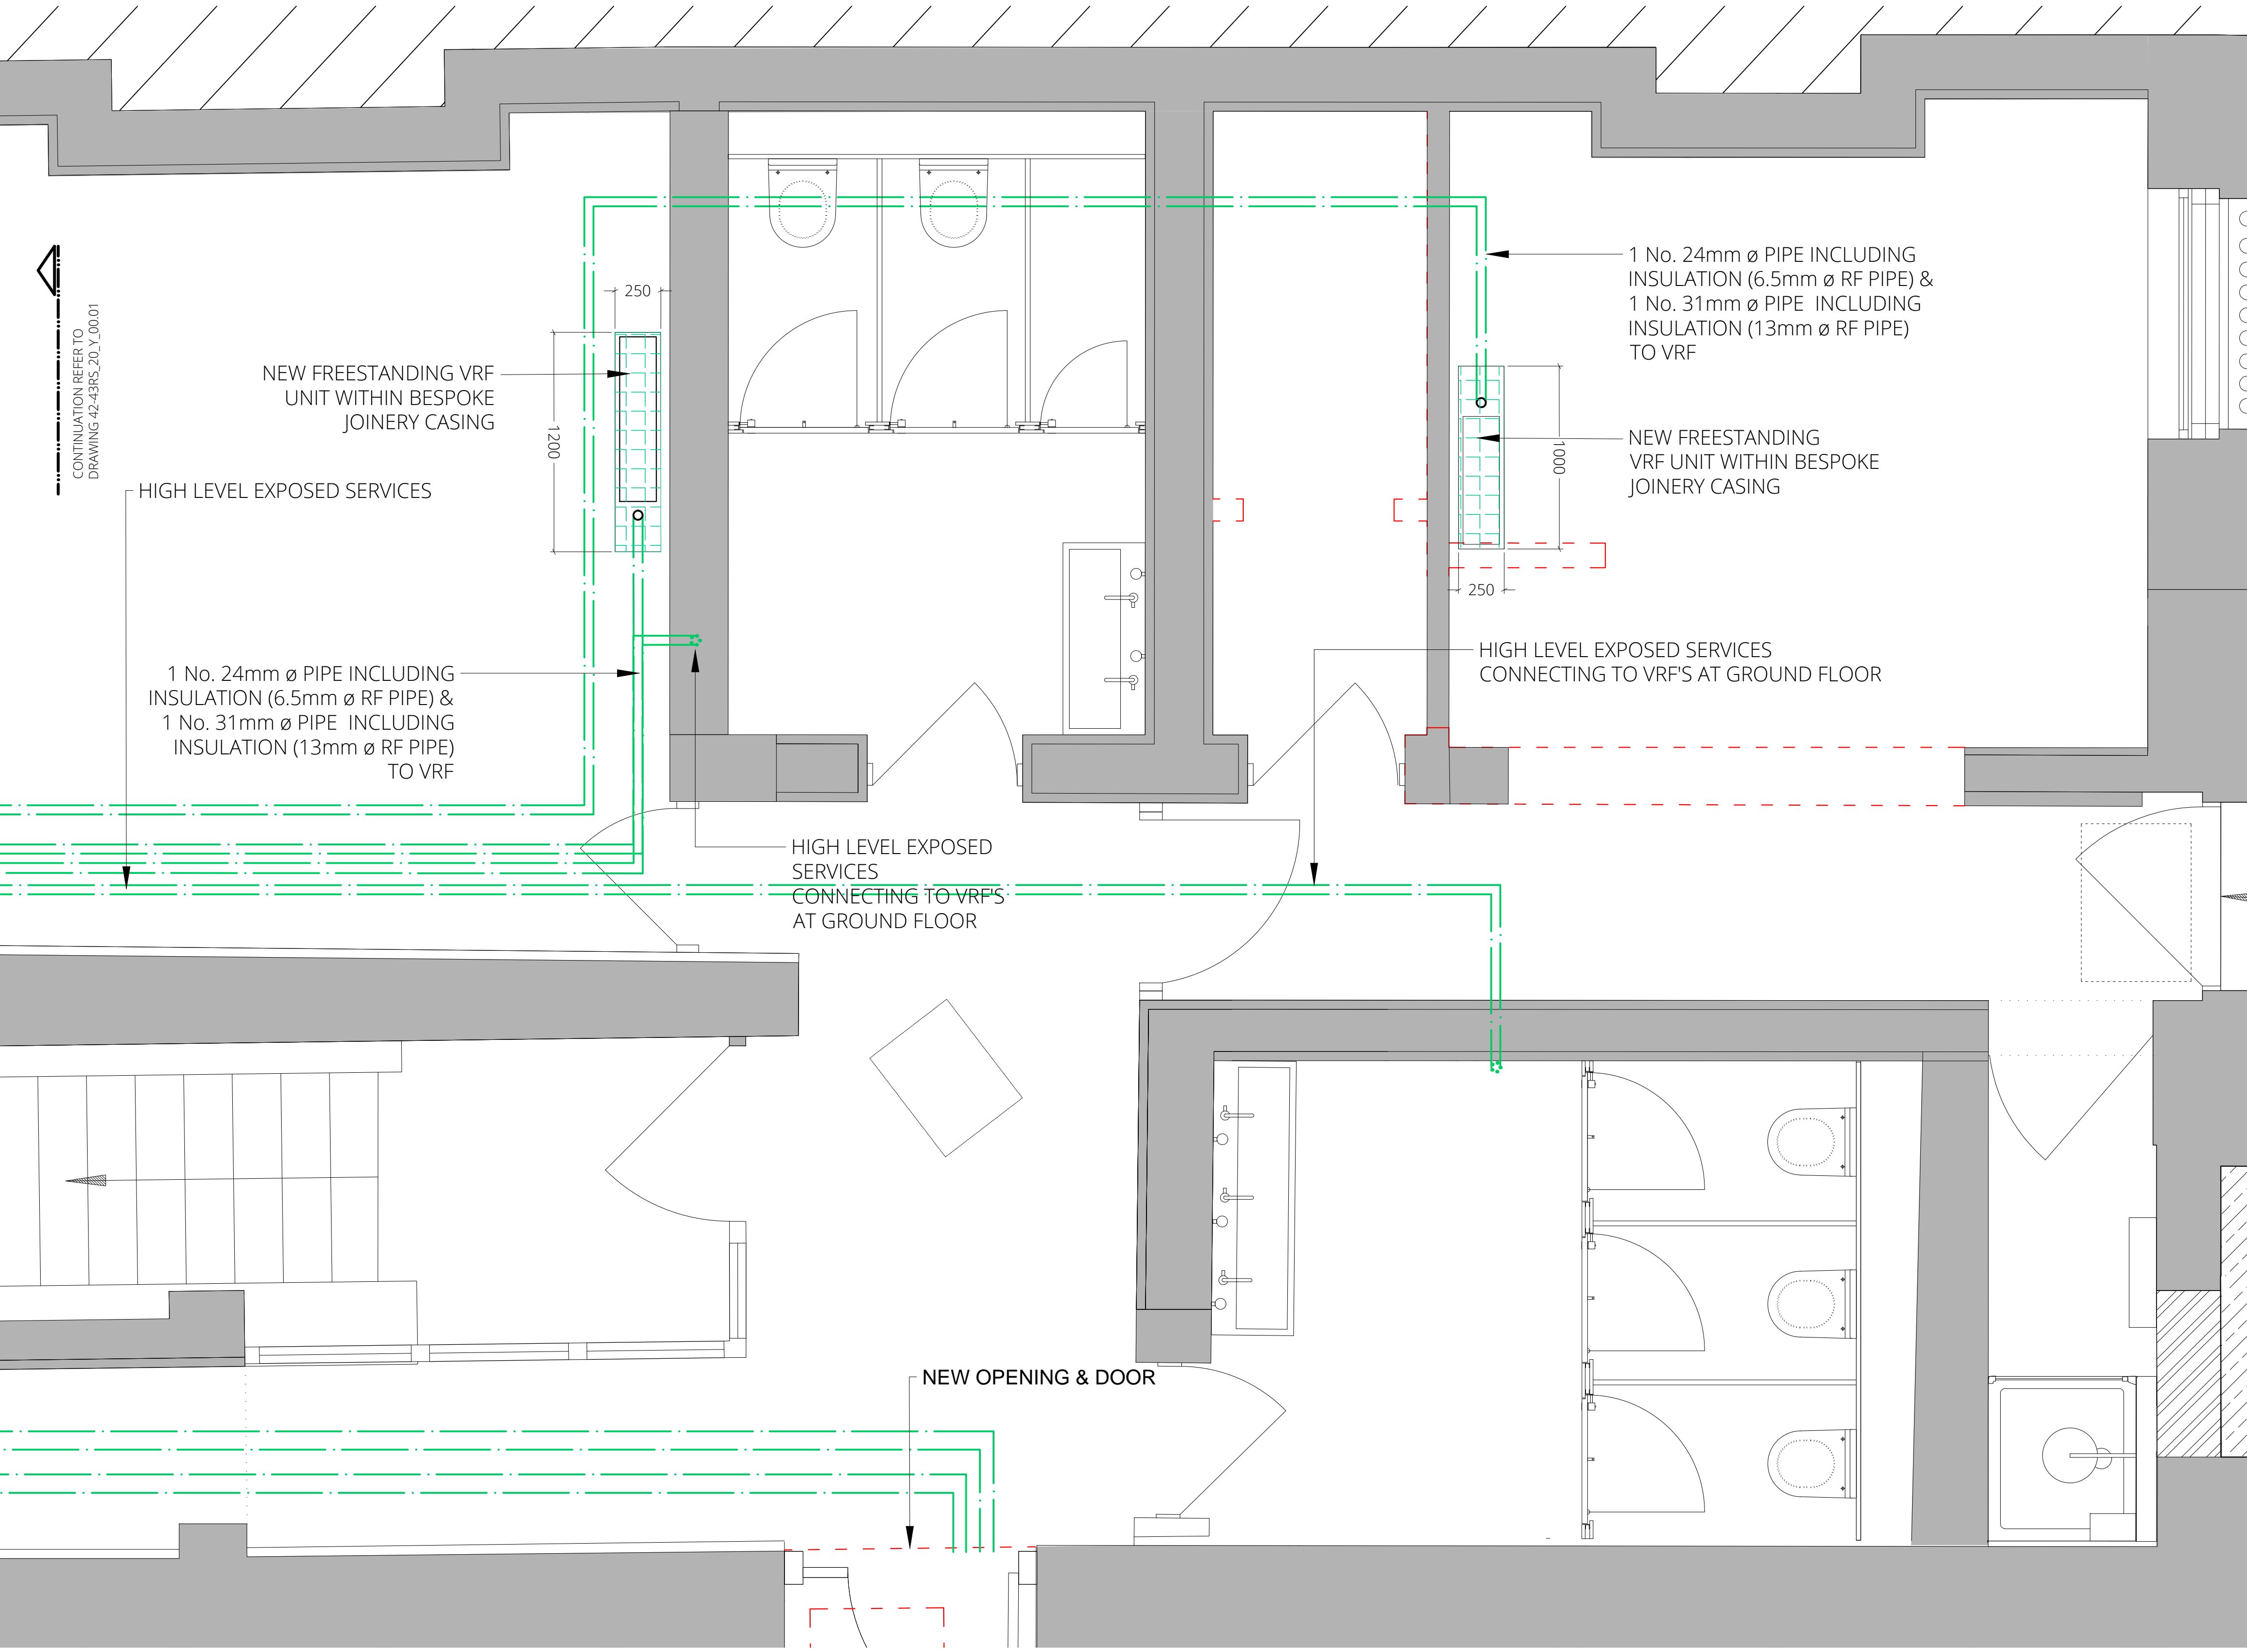 1 No. 24mm ø PIPE INCLUDING
INSULATION (6.5mm ø RF PIPE) &
1 No. 31mm ø PIPE  INCLUDING
INSULATION (13mm ø RF PIPE)
TO VRF
250
CONTINUATION REFER TO
DRAWING 42-43RS_20_Y_00.01
NEW FREESTANDING VRF
UNIT WITHIN BESPOKE
JOINERY CASING
1200
1000
NEW FREESTANDING
VRF UNIT WITHIN BESPOKE
JOINERY CASING
HIGH LEVEL EXPOSED SERVICES
250
1 No. 24mm ø PIPE INCLUDING
INSULATION (6.5mm ø RF PIPE) &
1 No. 31mm ø PIPE  INCLUDING
INSULATION (13mm ø RF PIPE)
TO VRF
HIGH LEVEL EXPOSED SERVICES
CONNECTING TO VRF'S AT GROUND FLOOR
HIGH LEVEL EXPOSED
SERVICES
CONNECTING TO VRF'S
AT GROUND FLOOR
NEW OPENING & DOOR